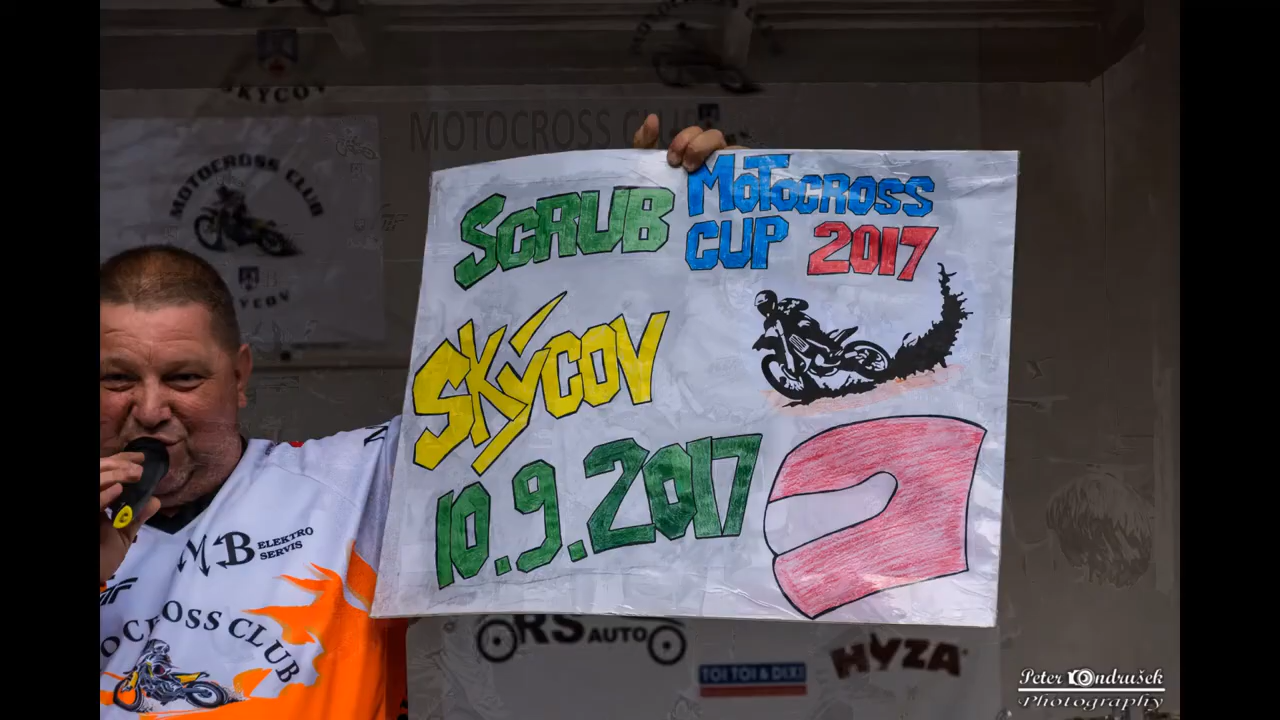 SKYCOV
MOTOCROSS CLUB
MOTOCROSS CLUB
SKYCOV
SCRUB
MOTOCROSS
CUP 2017
SKÝCOV
10.9.2017
MB ELEKTRO
SERVIS
OCROSS CLUB
RS AUTO
TOI TOI & DIXI
HYZA
Peter Ondrušek
Photography